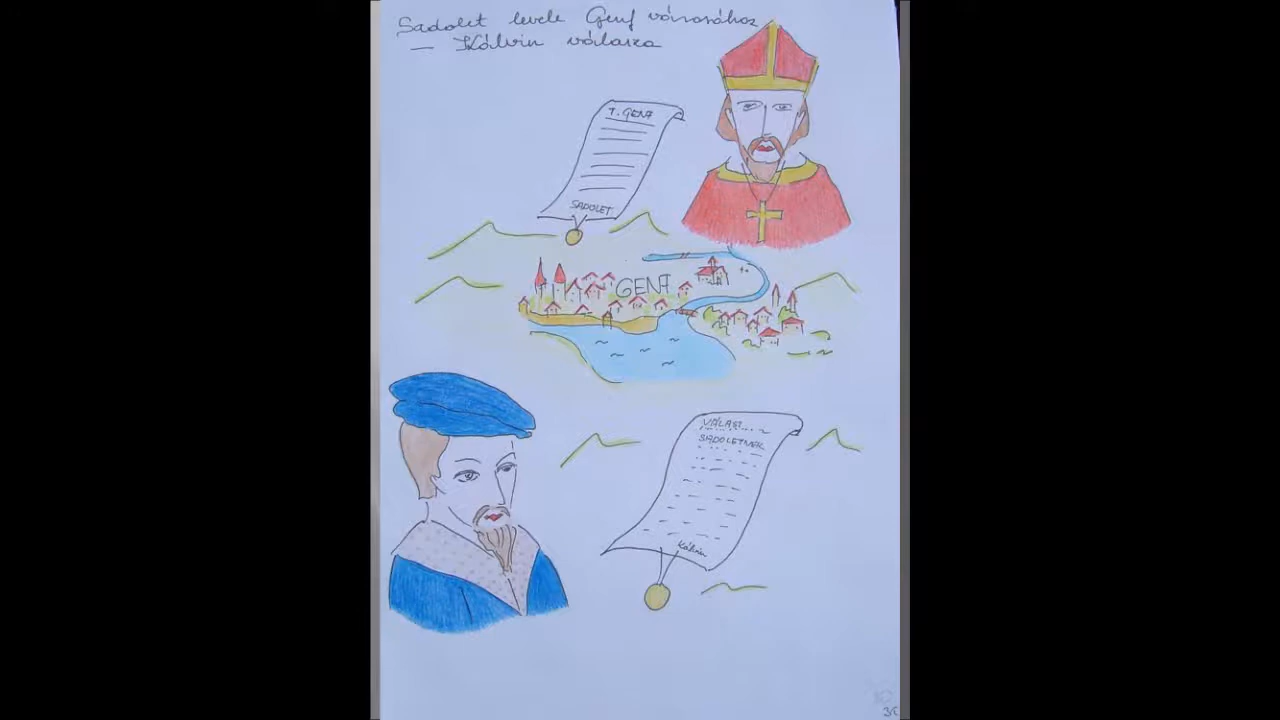 Sadolet levele Genf városához
— Kálvin válasza
T. GENF
SADOLET
GENF
VÁLASZ
SADOLETNEK
Kálvin